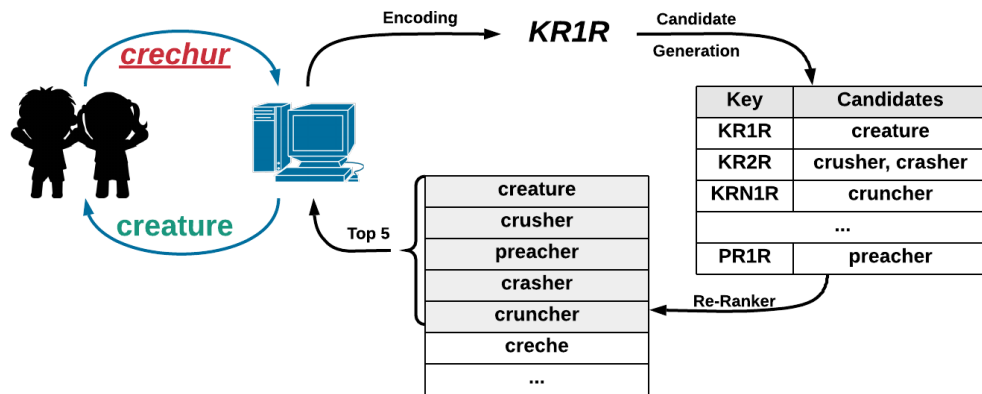 crechur
Encoding
KR1R
Candidate
Generation
Key Candidates
KR1R creature
KR2R crusher, crasher
KRN1R cruncher
...
PR1R preacher
Re-Ranker
creature
crusher
preacher
crasher
cruncher
creche
...
Top 5
creature